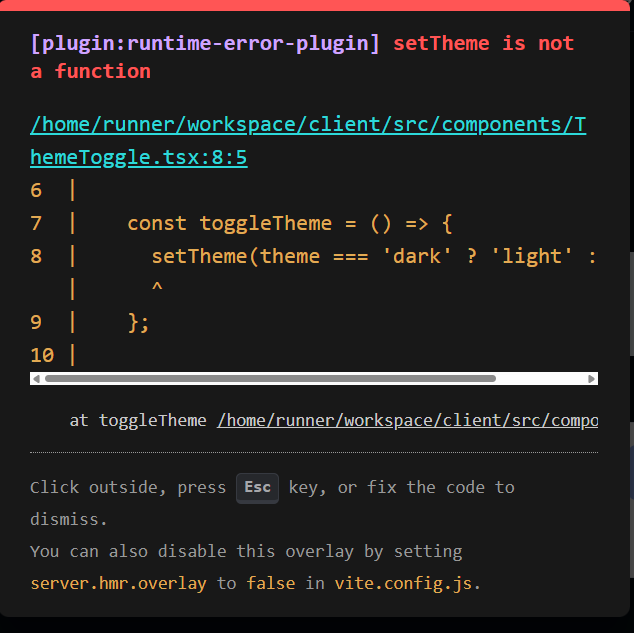 [plugin:runtime-error-plugin] setTheme is not
a function
/home/runner/workspace/client/src/components/T
hemeToggle.tsx:8:5
6  |
7  |    const toggleTheme = () => {
8  |      setTheme(theme === 'dark' ? 'light' :
   |      ^
9  |    };
10 |
at toggleTheme /home/runner/workspace/client/src/compo
Click outside, press Esc key, or fix the code to
dismiss.
You can also disable this overlay by setting
server.hmr.overlay to false in vite.config.js.